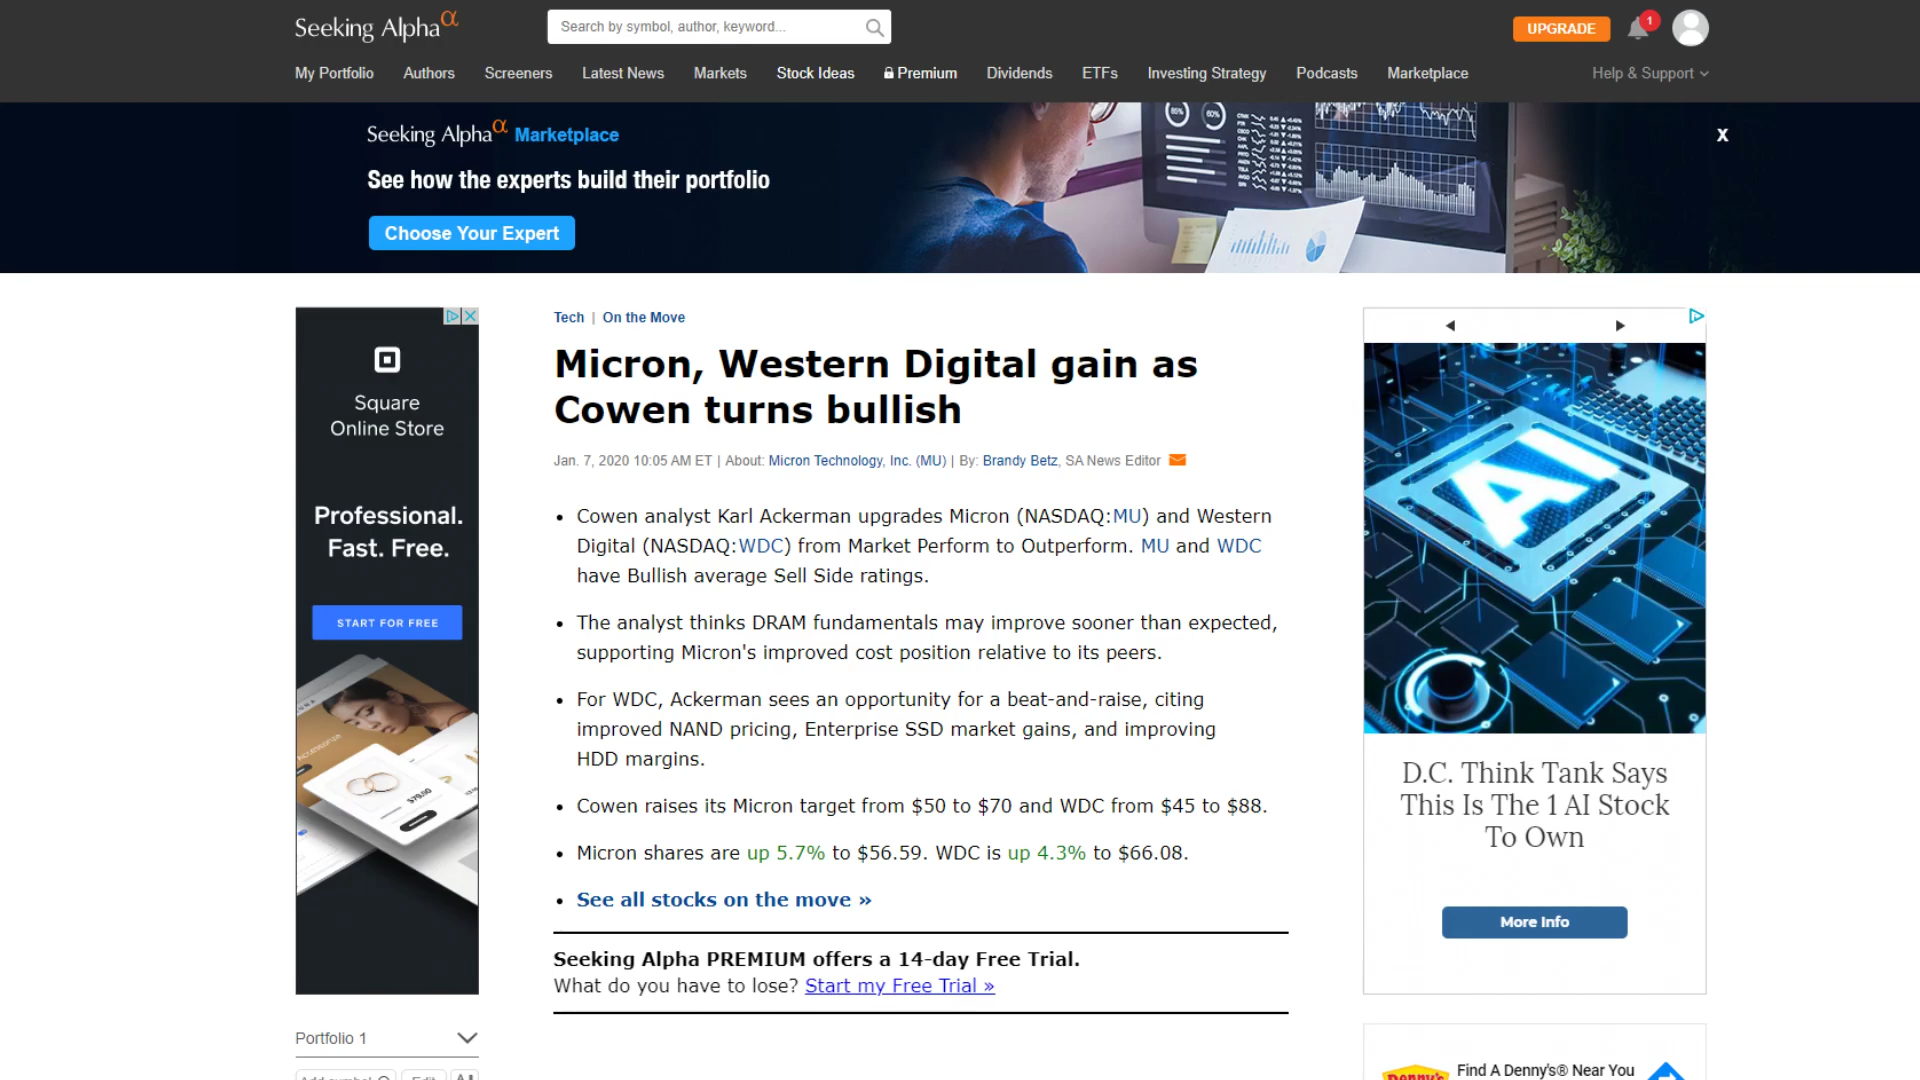 Seeking Alpha α
Search by symbol, author, keyword...
UPGRADE
1
My Portfolio
Authors
Screeners
Latest News
Markets
Stock Ideas
Premium
Dividends
ETFs
Investing Strategy
Podcasts
Marketplace
Help & Support
Seeking Alpha α Marketplace
See how the experts build their portfolio
Choose Your Expert
X
Square
Online Store
Professional.
Fast. Free.
START FOR FREE
$79.00
Tech | On the Move
Micron, Western Digital gain as
Cowen turns bullish
Jan. 7, 2020 10:05 AM ET | About: Micron Technology, Inc. (MU) | By: Brandy Betz, SA News Editor
• Cowen analyst Karl Ackerman upgrades Micron (NASDAQ:MU) and Western
Digital (NASDAQ:WDC) from Market Perform to Outperform. MU and WDC
have Bullish average Sell Side ratings.
• The analyst thinks DRAM fundamentals may improve sooner than expected,
supporting Micron's improved cost position relative to its peers.
• For WDC, Ackerman sees an opportunity for a beat-and-raise, citing
improved NAND pricing, Enterprise SSD market gains, and improving
HDD margins.
• Cowen raises its Micron target from $50 to $70 and WDC from $45 to $88.
• Micron shares are up 5.7% to $56.59. WDC is up 4.3% to $66.08.
• See all stocks on the move »
Seeking Alpha PREMIUM offers a 14-day Free Trial.
What do you have to lose? Start my Free Trial »
AI
D.C. Think Tank Says
This Is The 1 AI Stock
To Own
More Info
Portfolio 1
Add symbol
Edit
Denny's
Find A Denny's® Near You